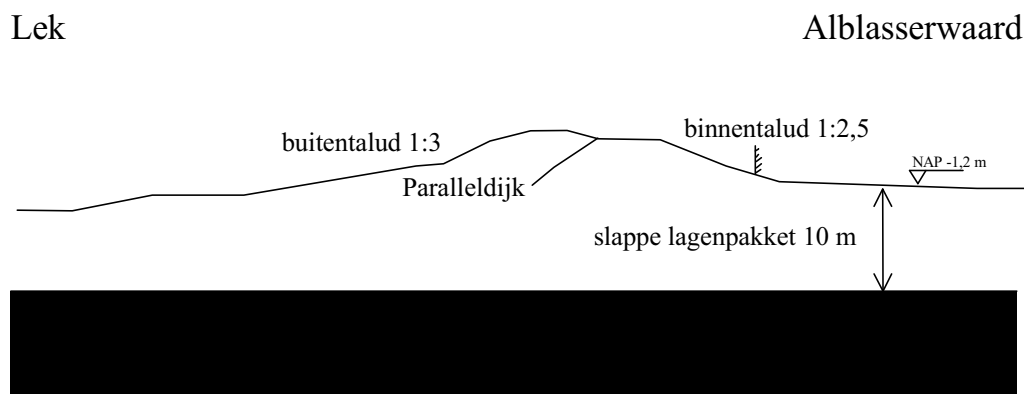 Lek
Alblasserwaard
buitentalud 1:3
binnentalud 1:2,5
NAP -1,2 m
Paralleldijk
slappe lagenpakket 10 m